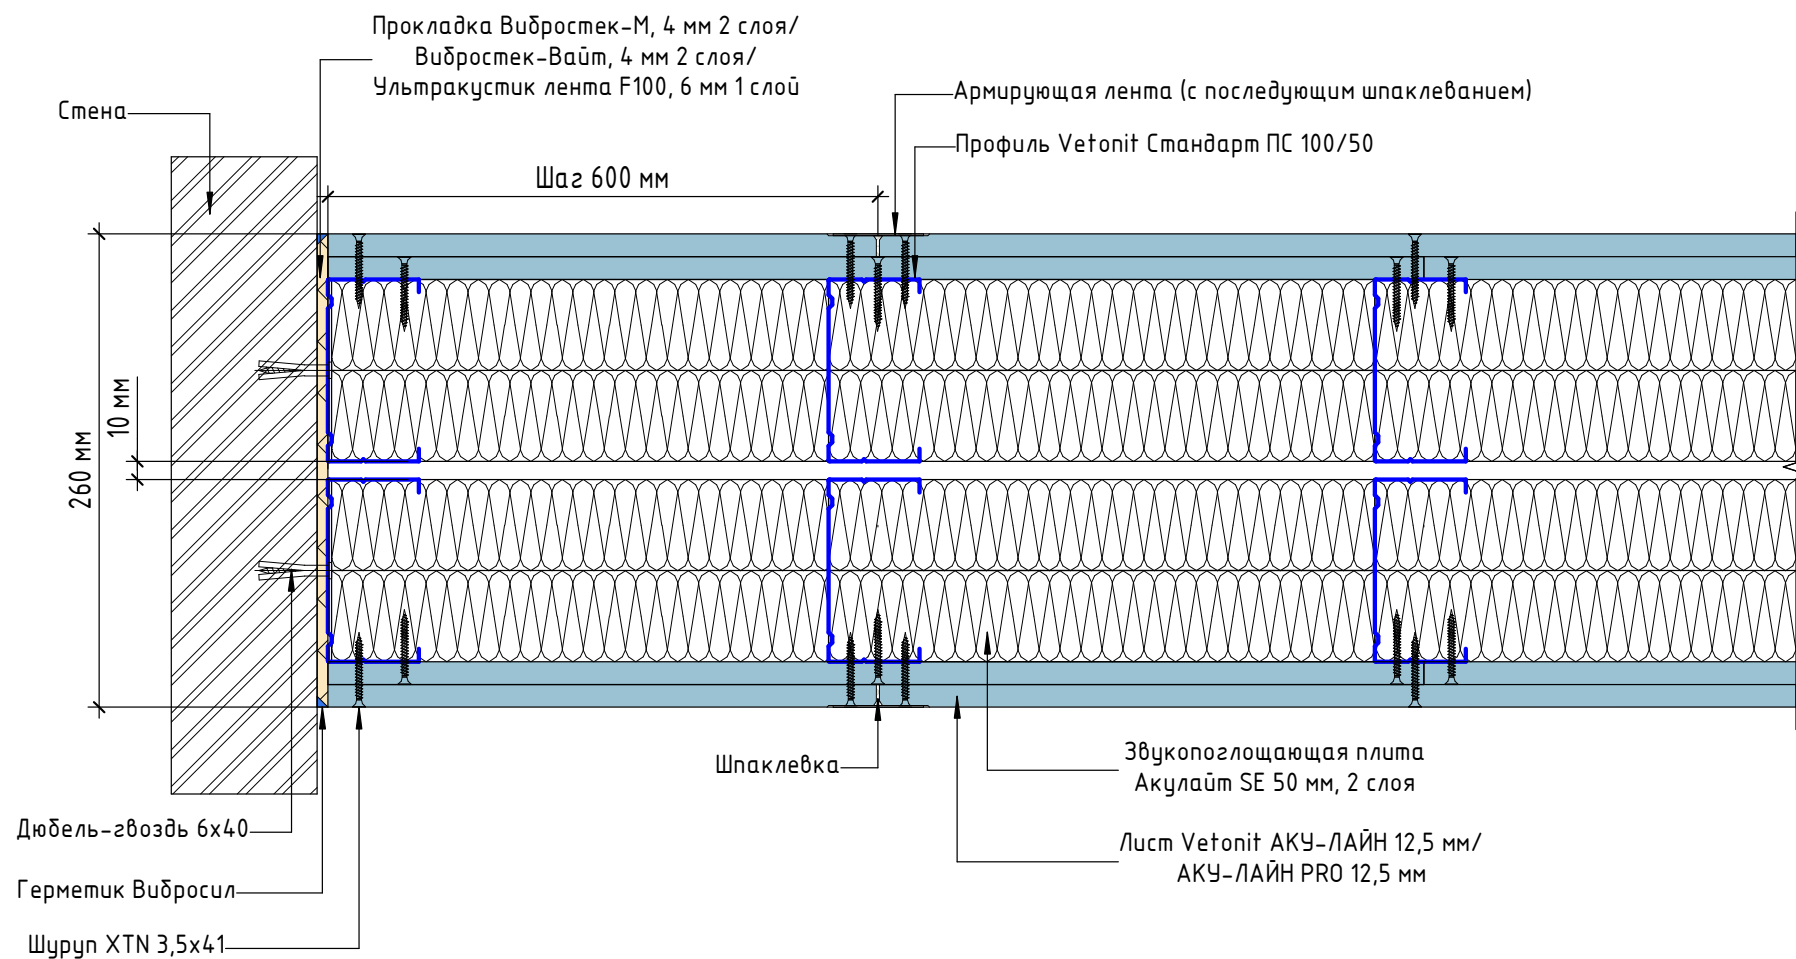 Прокладка Вибростек-М, 4 мм 2 слоя/
Вибростек-Вайт, 4 мм 2 слоя/
Ультракустик лента F100, 6 мм 1 слой
Стена
Армирующая лента (с последующим шпаклеванием)
Профиль Vetonit Стандарт ПС 100/50
Шаг 600 мм
10 мм
260 мм
Шпаклевка
Звукопоглощающая плита
Акулайт SE 50 мм, 2 слоя
Лист Vetonit АКУ-ЛАЙН 12,5 мм/
АКУ-ЛАЙН PRO 12,5 мм
Дюбель-гвоздь 6х40
Герметик Вибросил
Шуруп XTN 3,5х41